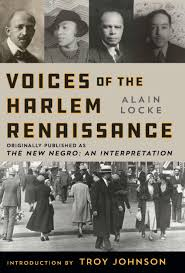 VOICES OF THE
HARLEM
ALAIN
LOCKE
RENAISSANCE
ORIGINALLY PUBLISHED AS
THE NEW NEGRO: AN INTERPRETATION
INTRODUCTION BY TROY JOHNSON